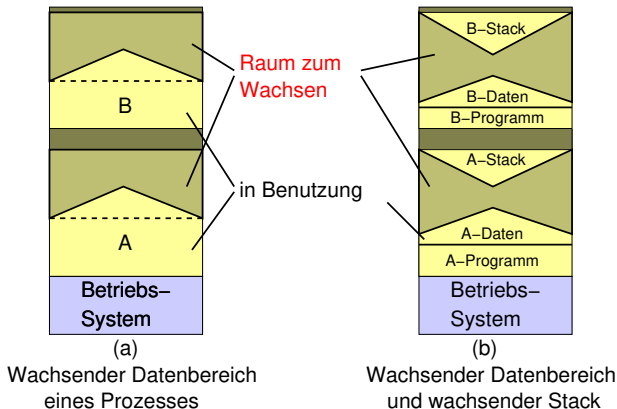 B
Raum zum
Wachsen
in Benutzung
A
Betriebs–
System
(a)
Wachsender Datenbereich
eines Prozesses
B–Stack
B–Daten
B–Programm
A–Stack
A–Daten
A–Programm
Betriebs–
System
(b)
Wachsender Datenbereich
und wachsender Stack